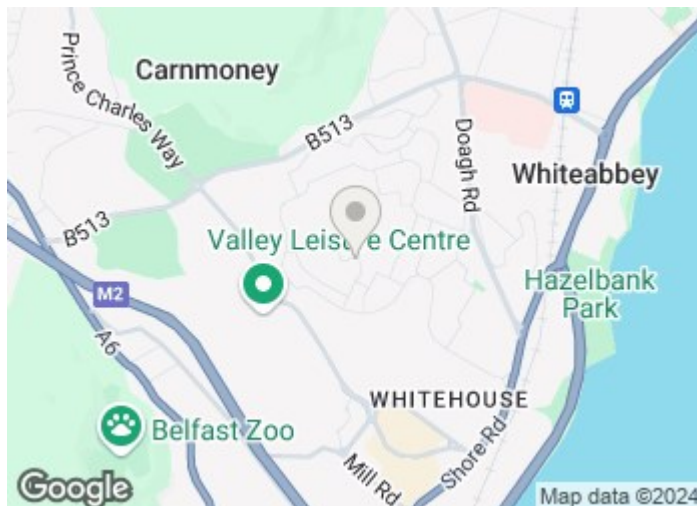 Carnmoney
Prince Charles Way
B513
Doagh Rd
Whiteabbey
B513
Valley Leisure Centre
M2
Hazelbank
Park
A6
WHITEHOUSE
Belfast Zoo
Shore Rd
Mill Rd
Google
Map data ©2024